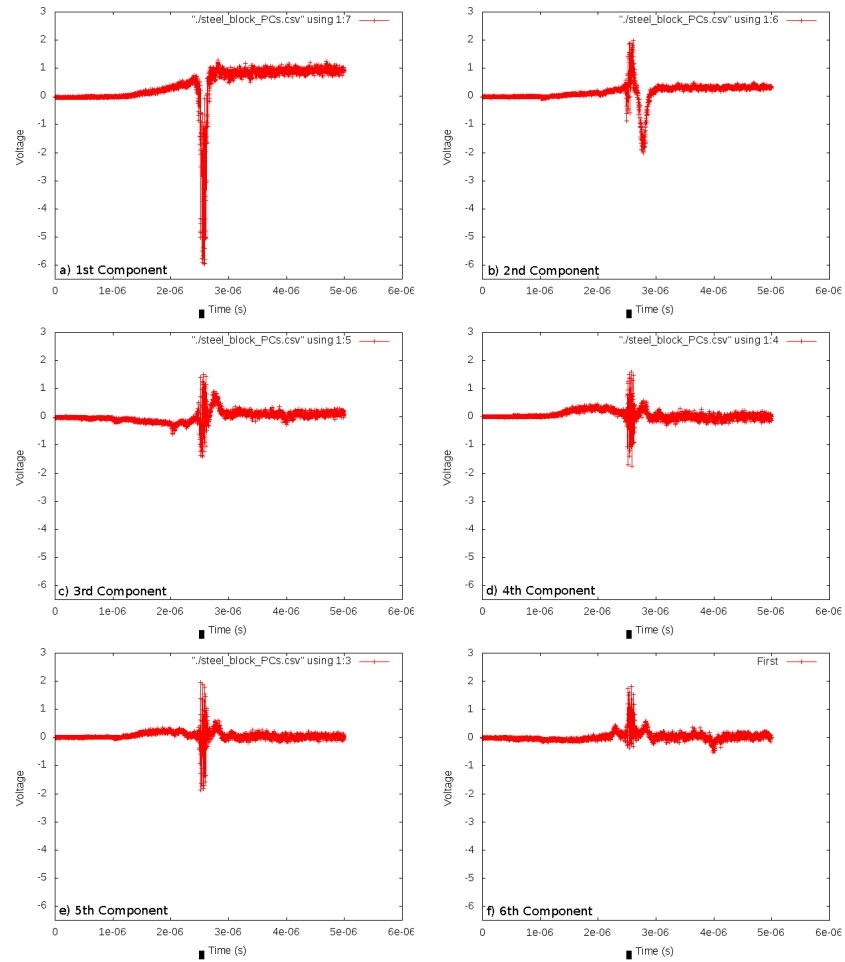 "./steel_block_PCs.csv" using 1:7
3
2
1
0
-1
-2
-3
-4
-5
-6
Voltage
a) 1st Component
0 1e-06 2e-06 3e-06 4e-06 5e-06 6e-06
Time (s)
"./steel_block_PCs.csv" using 1:6
3
2
1
0
-1
-2
-3
-4
-5
-6
Voltage
b) 2nd Component
0 1e-06 2e-06 3e-06 4e-06 5e-06 6e-06
Time (s)
"./steel_block_PCs.csv" using 1:5
3
2
1
0
-1
-2
-3
-4
-5
-6
Voltage
c) 3rd Component
0 1e-06 2e-06 3e-06 4e-06 5e-06 6e-06
Time (s)
"./steel_block_PCs.csv" using 1:4
3
2
1
0
-1
-2
-3
-4
-5
-6
Voltage
d) 4th Component
0 1e-06 2e-06 3e-06 4e-06 5e-06 6e-06
Time (s)
"./steel_block_PCs.csv" using 1:3
3
2
1
0
-1
-2
-3
-4
-5
-6
Voltage
e) 5th Component
0 1e-06 2e-06 3e-06 4e-06 5e-06 6e-06
Time (s)
First
3
2
1
0
-1
-2
-3
-4
-5
-6
Voltage
f) 6th Component
0 1e-06 2e-06 3e-06 4e-06 5e-06 6e-06
Time (s)